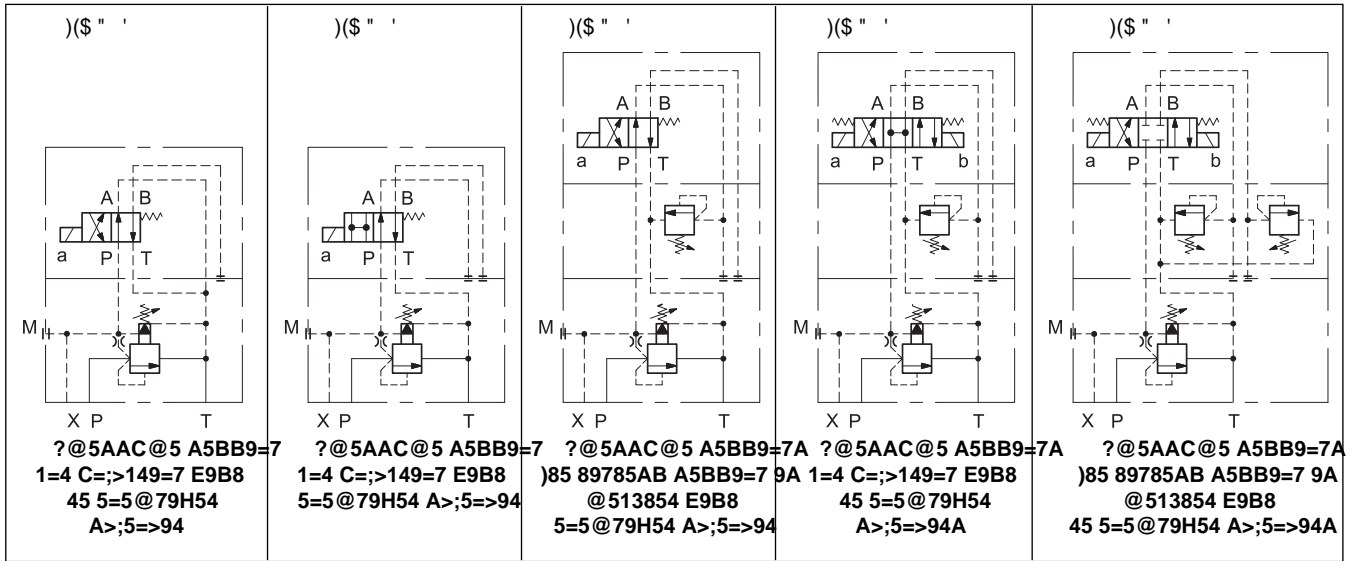 )($ " '
A B
a P T
M
X P T
?@5AAC@5 A5BB9=7
1=4 C=;>149=7 E9B8
45 5=5@79H54
A>;5=>94
)($ " '
A B
a P T
M
X P T
?@5AAC@5 A5BB9=7
1=4 C=;>149=7 E9B8
5=5@79H54 A>;5=>94
)($ " '
A B
a P T
M
X P T
?@5AAC@5 A5BB9=7A
)85 89785AB A5BB9=7 9A
@513854 E9B8
5=5@79H54 A>;5=>94
)($ " '
A B
a P T b
M
X P T
?@5AAC@5 A5BB9=7A
1=4 C=;>149=7 E9B8
45 5=5@79H54
A>;5=>94A
)($ " '
A B
a P T b
M
X P T
?@5AAC@5 A5BB9=7A
)85 89785AB A5BB9=7 9A
@513854 E9B8
45 5=5@79H54 A>;5=>94A